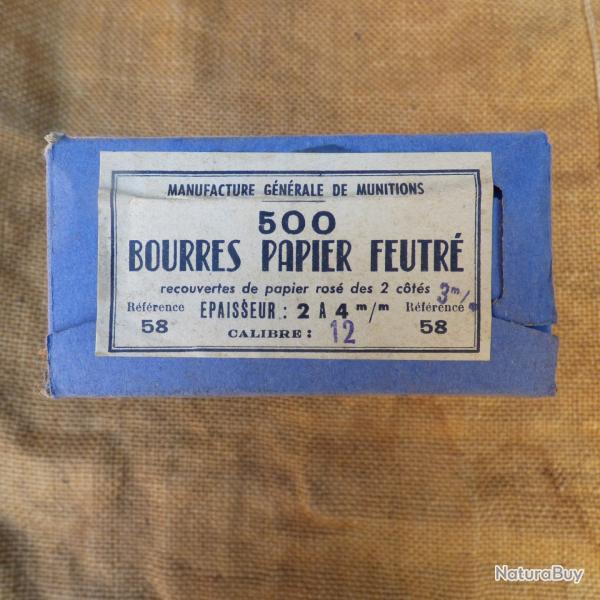 MANUFACTURE GÉNÉRALE DE MUNITIONS
500
BOURRES PAPIER FEUTRÉ
recouvertes de papier rosé des 2 côtés 3 m/m
Référence EPAISSEUR : 2 A 4 m/m Référence
58 CALIBRE : 12 58
NaturaBuy